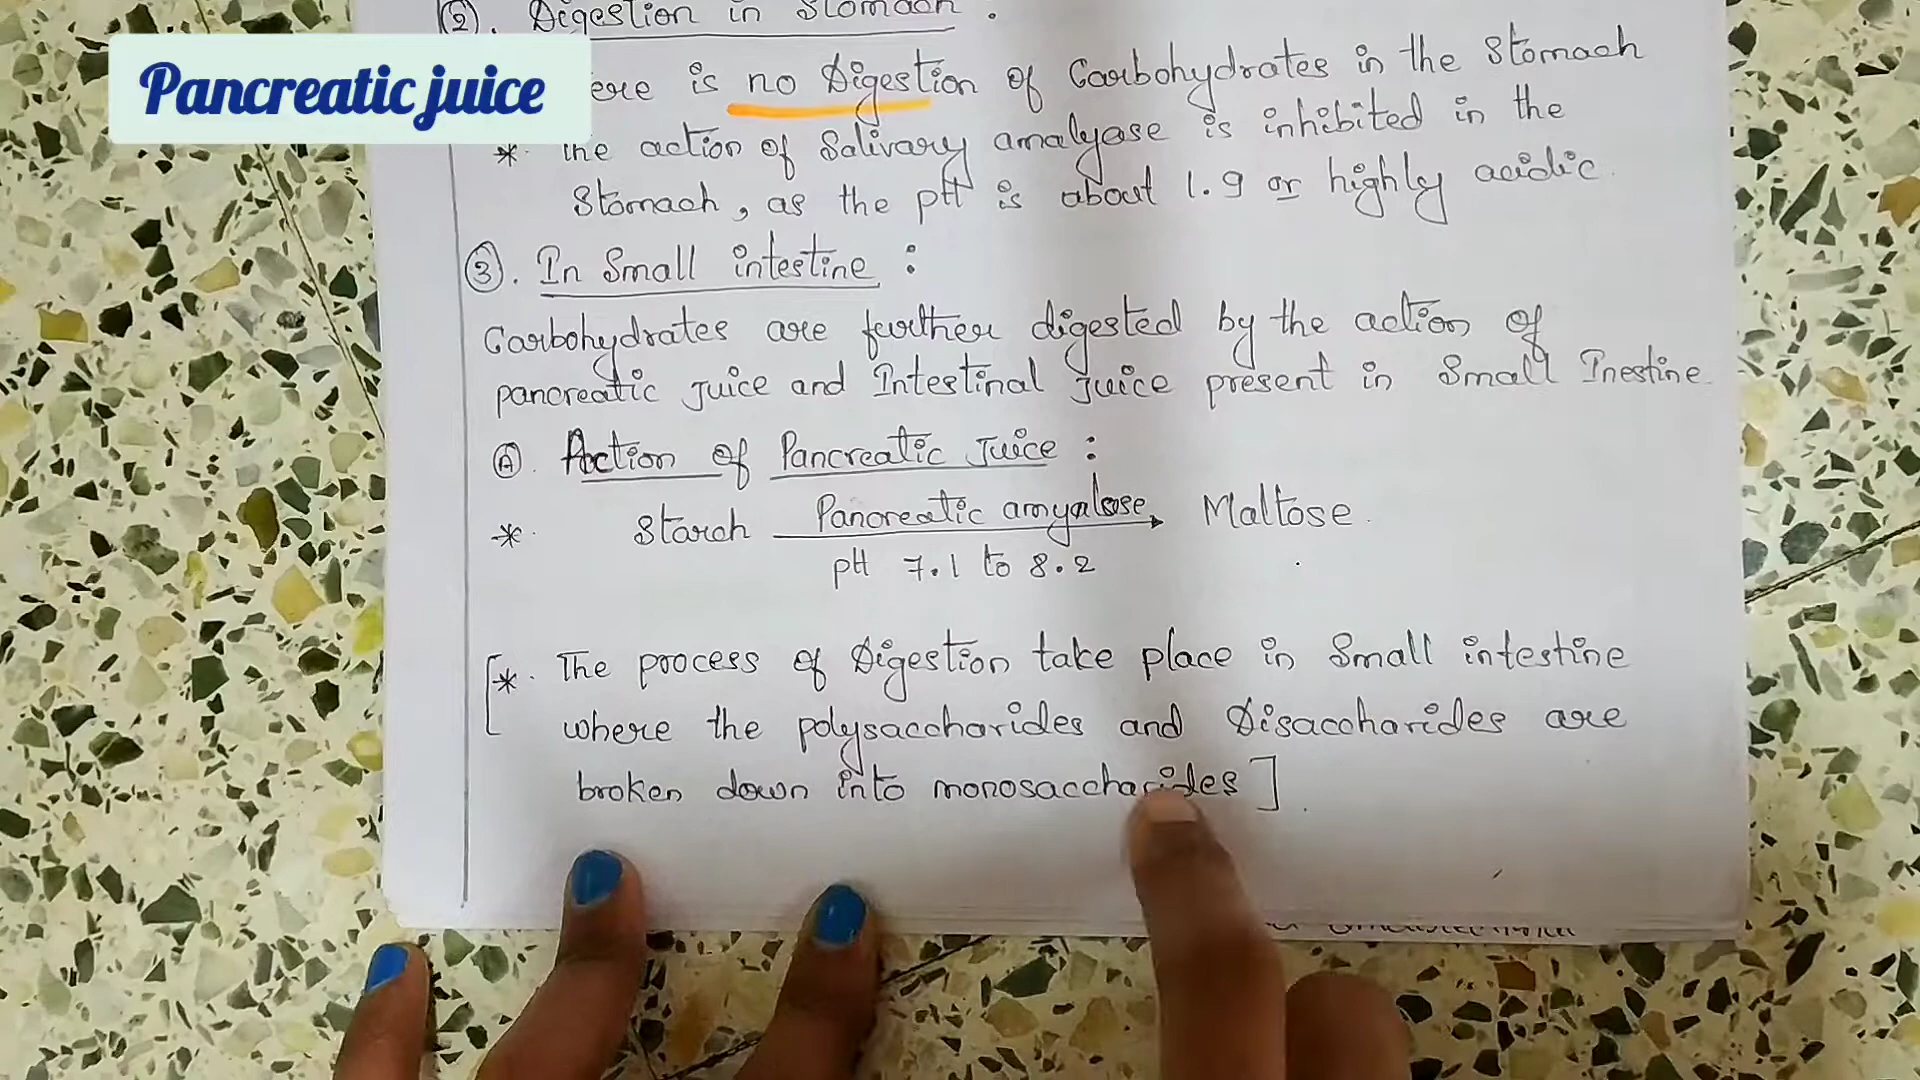 ②. Digestion in Stomach.
Pancreatic juice
ere is no Digestion of Carbohydrates in the Stomach
* The action of Salivary amalyase is inhibited in the
Stomach, as the pH is about 1.9 or highly acidic.
③. In Small intestine :
Carbohydrates are further digested by the action of
pancreatic Juice and Intestinal Juice present in Small Inestine.
Ⓐ. Action of Pancreatic Juice :
* Starch Pancreatic amyalase Maltose.
pH 7.1 to 8.2
[*. The process of Digestion take place in Small intestine
where the polysaccharides and Disaccharides are
broken down into monosaccharides].